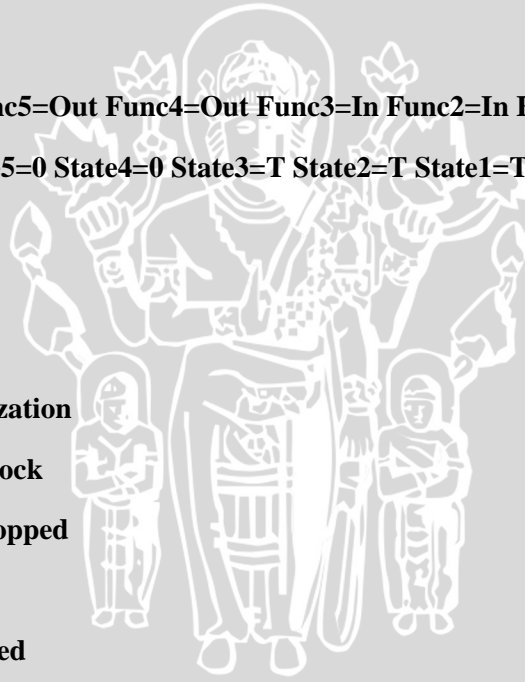 nc5=Out Func4=Out Func3=In Func2=In
5=0 State4=0 State3=T State2=T State1=T
zation
ock
opped
ed